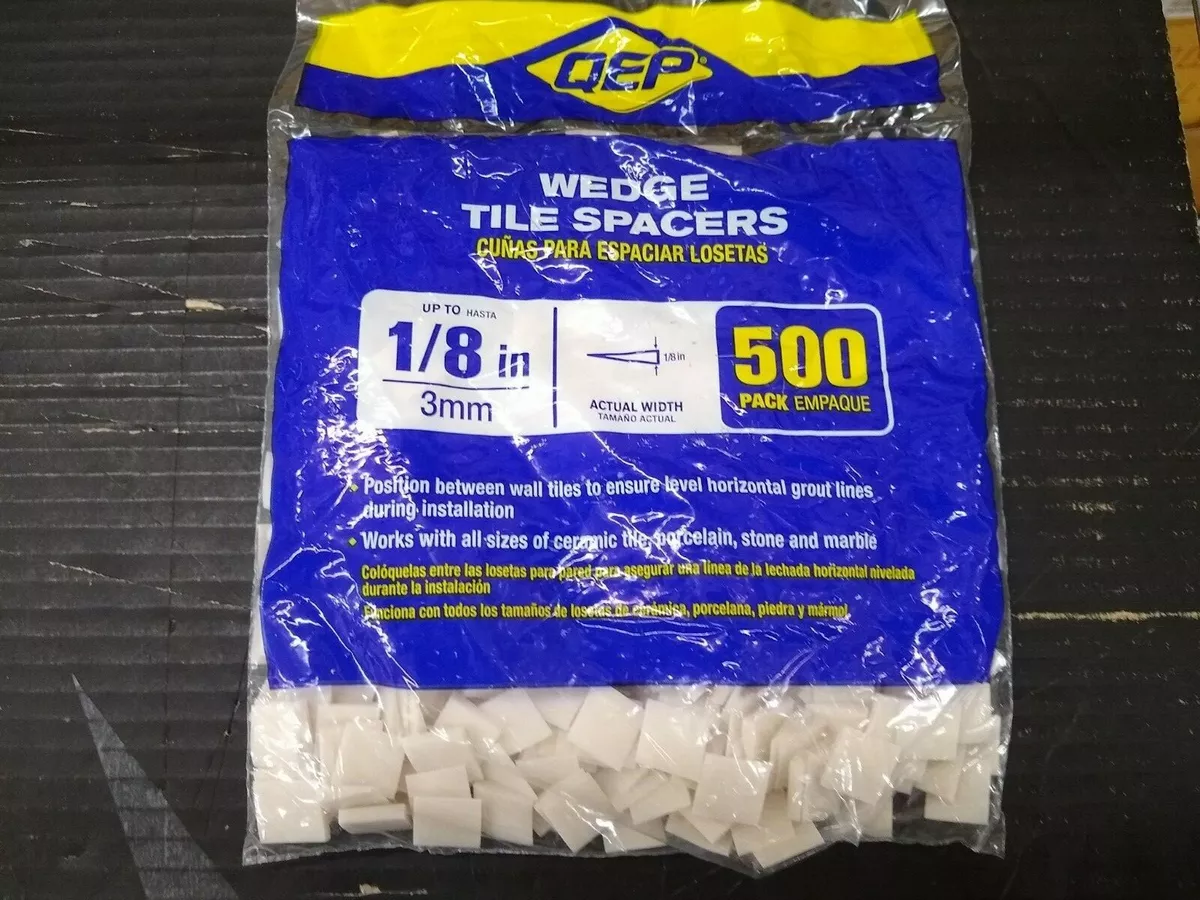 QEP®
WEDGE
TILE SPACERS
CUÑAS PARA ESPACIAR LOSETAS
UP TO HASTA
1/8 in
3mm
1/8 in
ACTUAL WIDTH
TAMAÑO ACTUAL
500
PACK EMPAQUE
• Position between wall tiles to ensure level horizontal grout lines
during installation
• Works with all sizes of ceramic tile, porcelain, stone and marble
Colóquelas entre las losetas para pared para asegurar una línea de la lechada horizontal nivelada
durante la instalación
Funciona con todos los tamaños de losetas de cerámica, porcelana, piedra y mármol